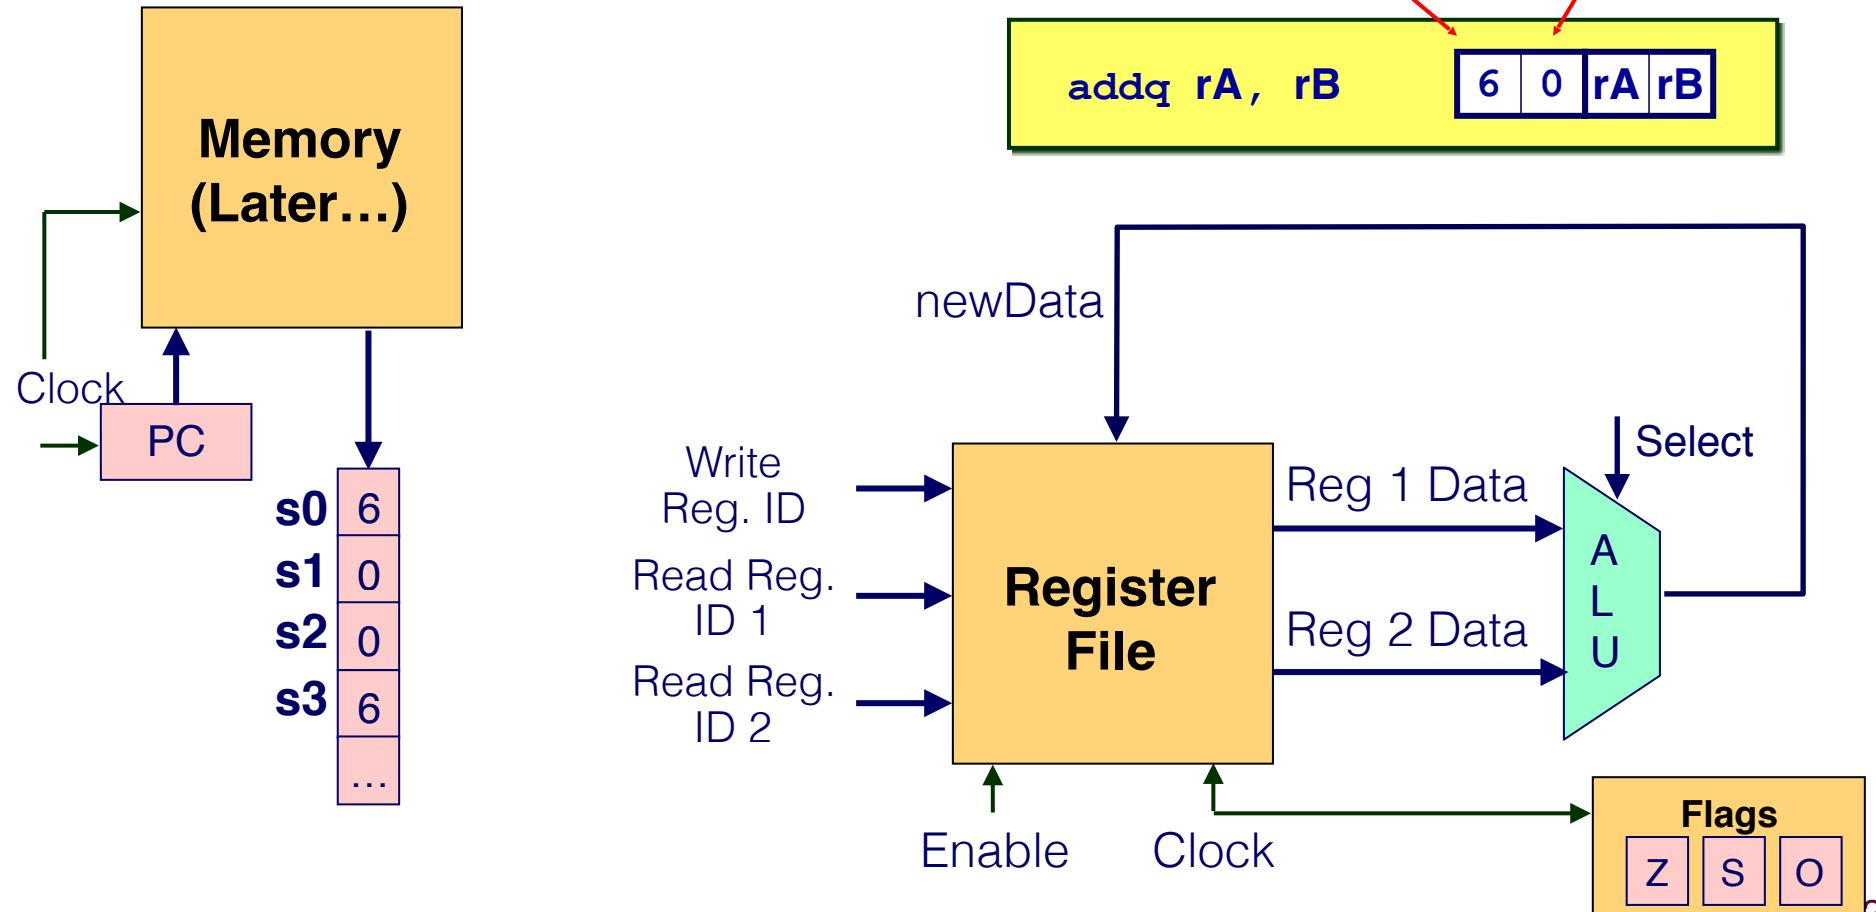 Memory
(Later...)
Clock
PC
s0 6
s1 0
s2 0
s3 6
...
addq rA, rB 6 0 rA rB
newData
Write
Reg. ID
Read Reg.
ID 1
Read Reg.
ID 2
Register
File
Reg 1 Data
Reg 2 Data
Select
A
L
U
Enable
Clock
Flags
Z S O